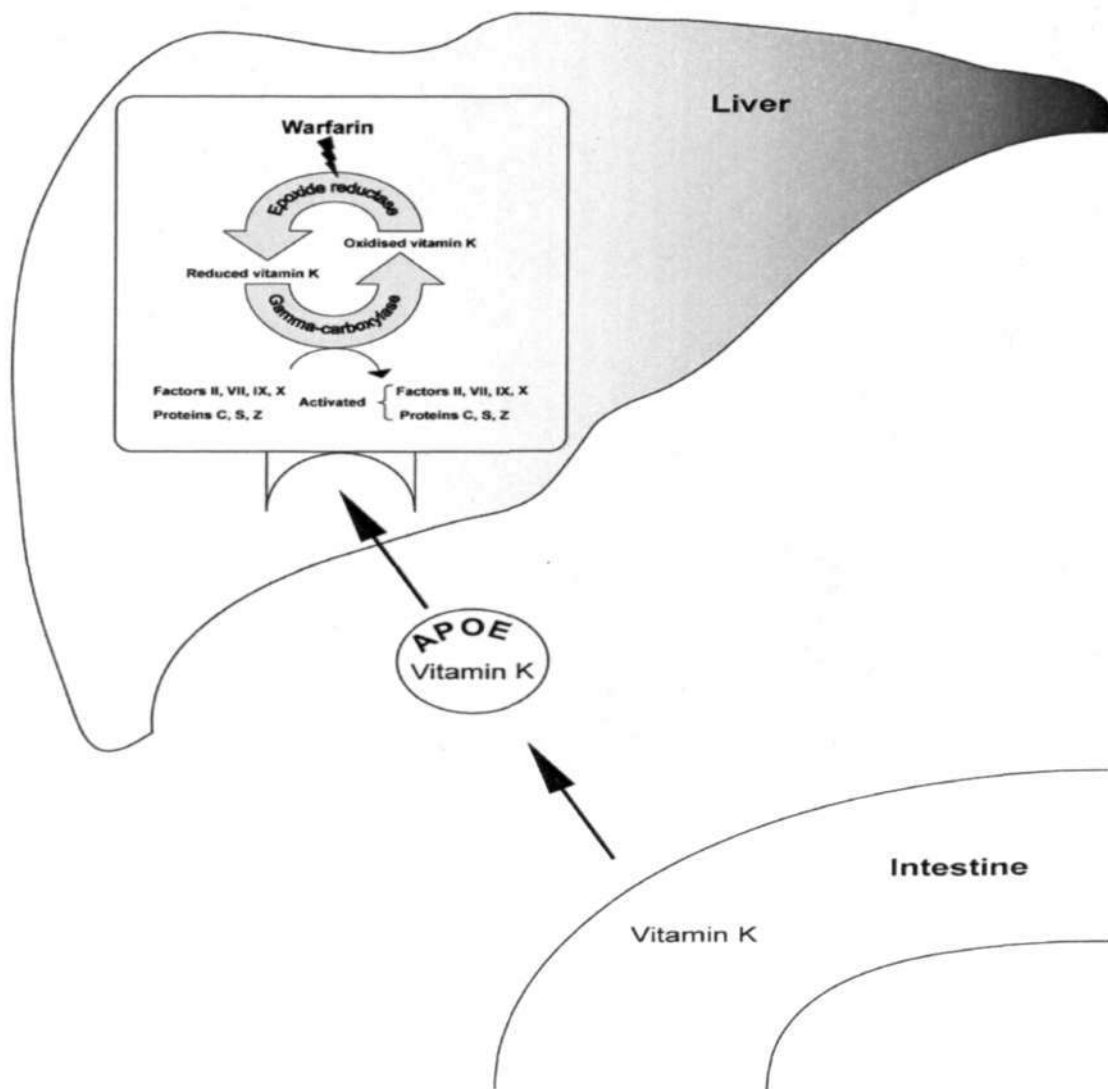 Liver
Warfarin
Epoxide reductase
Oxidised vitamin K
Reduced vitamin K
Gamma-carboxylase
Factors II, VII, IX, X
Proteins C, S, Z
Activated
Factors II, VII, IX, X
Proteins C, S, Z
APOE
Vitamin K
Intestine
Vitamin K